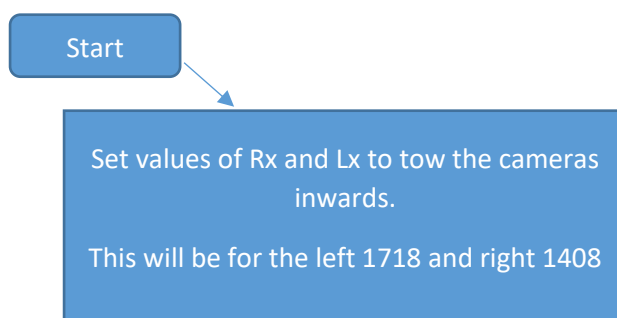 Start
Set values of Rx and Lx to tow the cameras
inwards.
This will be for the left 1718 and right 1408